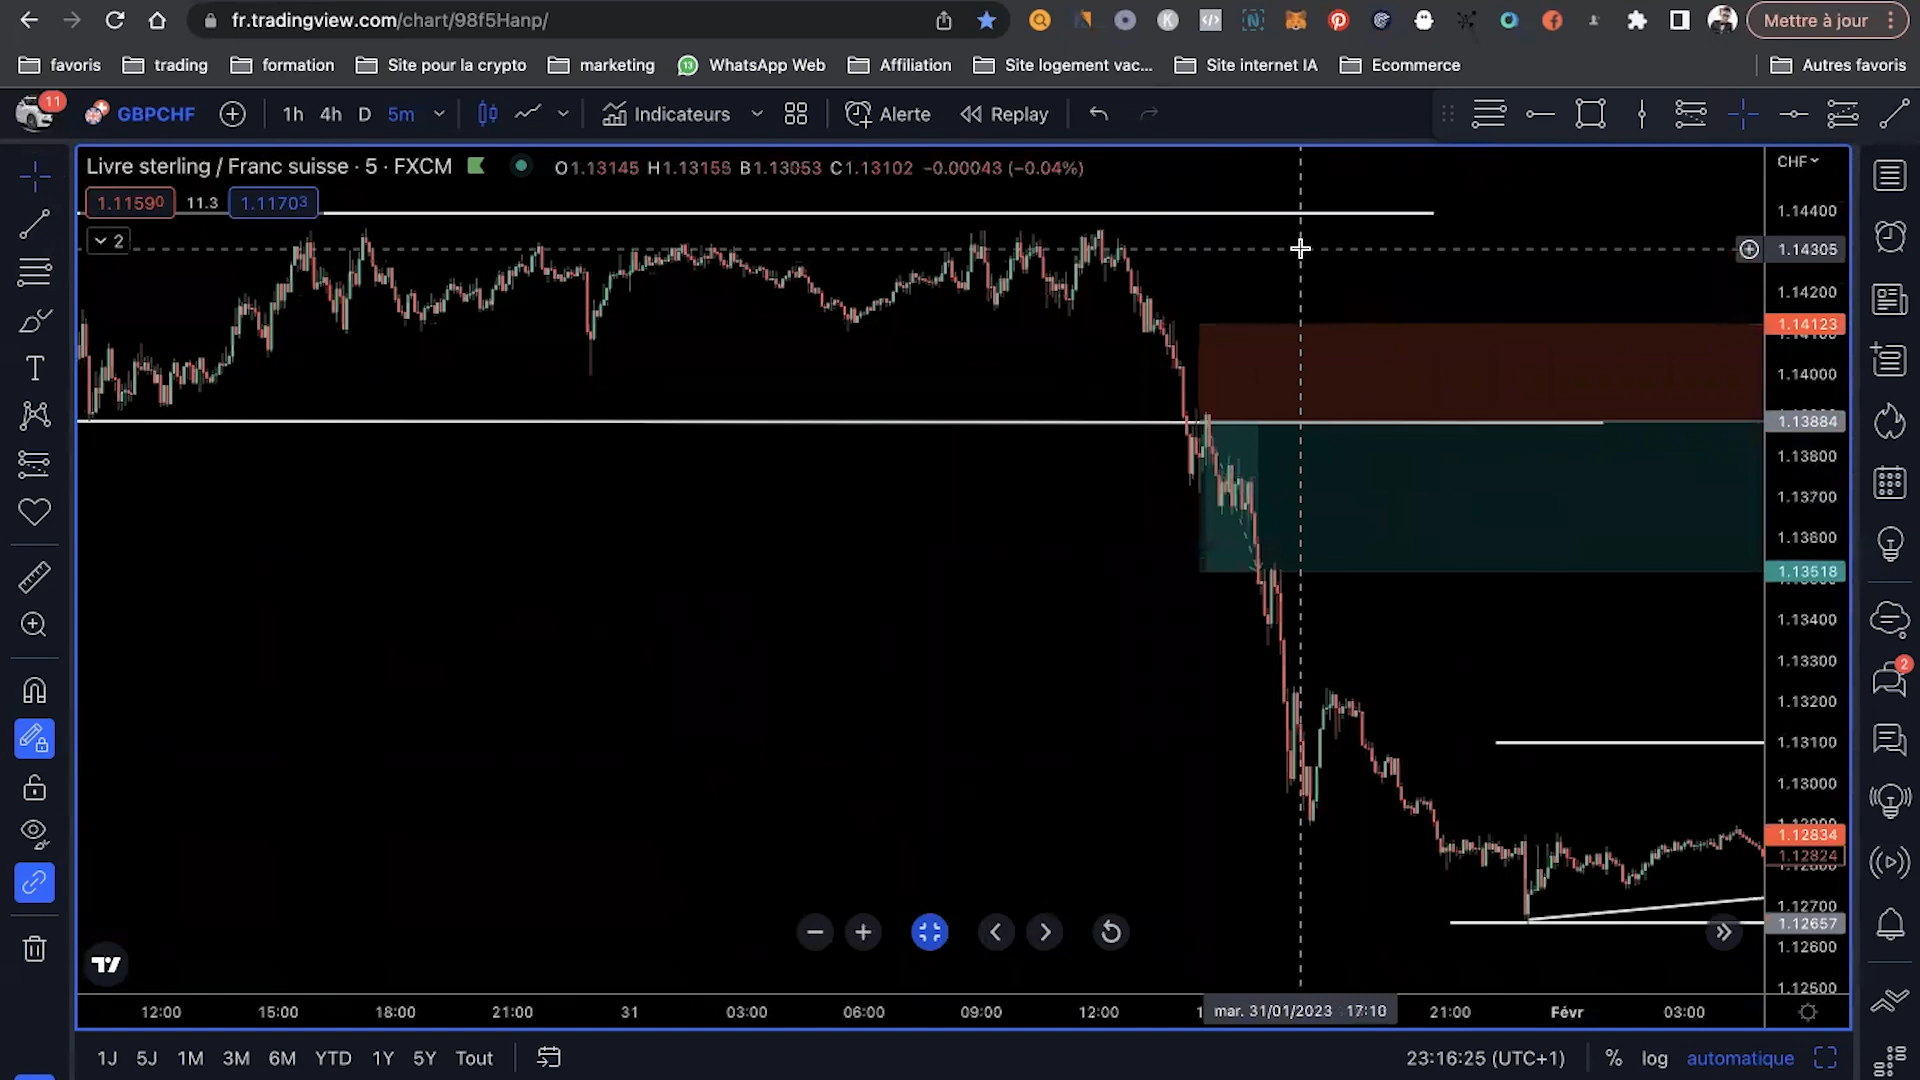 fr.tradingview.com/chart/98f5Hanp/
Mettre à jour
favoris trading formation Site pour la crypto marketing 13 WhatsApp Web Affiliation Site logement vac... Site internet IA Ecommerce Autres favoris
11 GBPCHF 1h 4h D 5m Indicateurs Alerte Replay
Livre sterling / Franc suisse · 5 · FXCM O1.13145 H1.13155 B1.13053 C1.13102 −0.00043 (−0.04%) CHF
1.11590 11.3 1.11703
1.14400
2
1.14305
1.14200
1.14123
1.14000
1.13884
1.13800
1.13700
1.13600
1.13518
1.13400
1.13300
2
1.13200
1.13100
1.13000
1.12834
1.12824
1.12700
1.12657
1.12600
1.12500
12:00 15:00 18:00 21:00 31 03:00 06:00 09:00 12:00 mar. 31/01/2023 17:10 21:00 Févr 03:00
1J 5J 1M 3M 6M YTD 1Y 5Y Tout 23:16:25 (UTC+1) % log automatique